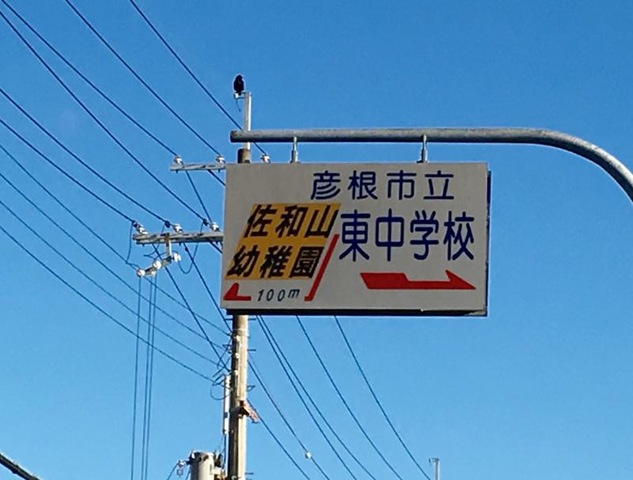 彦根市立
東中学校
佐和山
幼稚園
100m